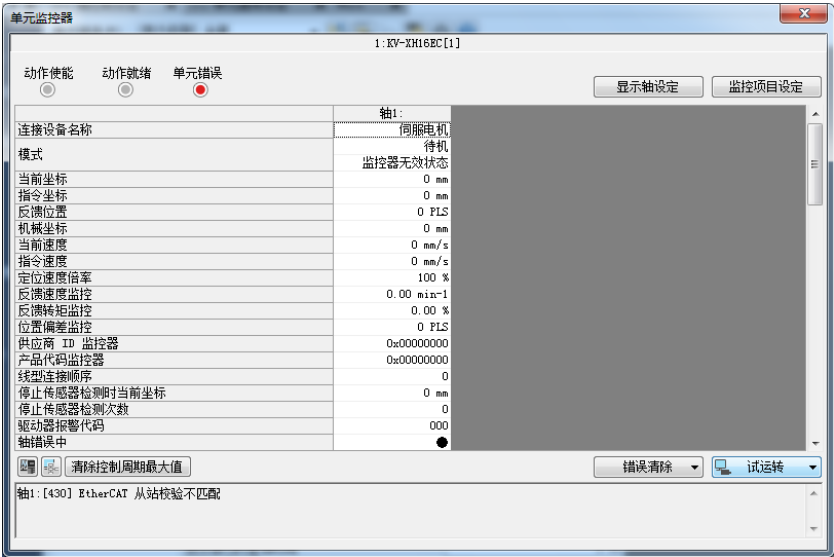 单元监控器
1:KV-XH16EC[1]
动作使能 动作就绪 单元错误
显示轴设定 监控项目设定
轴1:
连接设备名称 伺服电机
模式 待机
监控器无效状态
当前坐标 0 mm
指令坐标 0 mm
反馈位置 0 PLS
机械坐标 0 mm
当前速度 0 mm/s
指令速度 0 mm/s
定位速度倍率 100 %
反馈速度监控 0.00 min-1
反馈转矩监控 0.00 %
位置偏差监控 0 PLS
供应商 ID 监控器 0x00000000
产品代码监控器 0x00000000
线型连接顺序 0
停止传感器检测时当前坐标 0 mm
停止传感器检测次数 0
驱动器报警代码 000
轴错误中
清除控制周期最大值 错误清除 试运转
轴1:[430] EtherCAT 从站校验不匹配